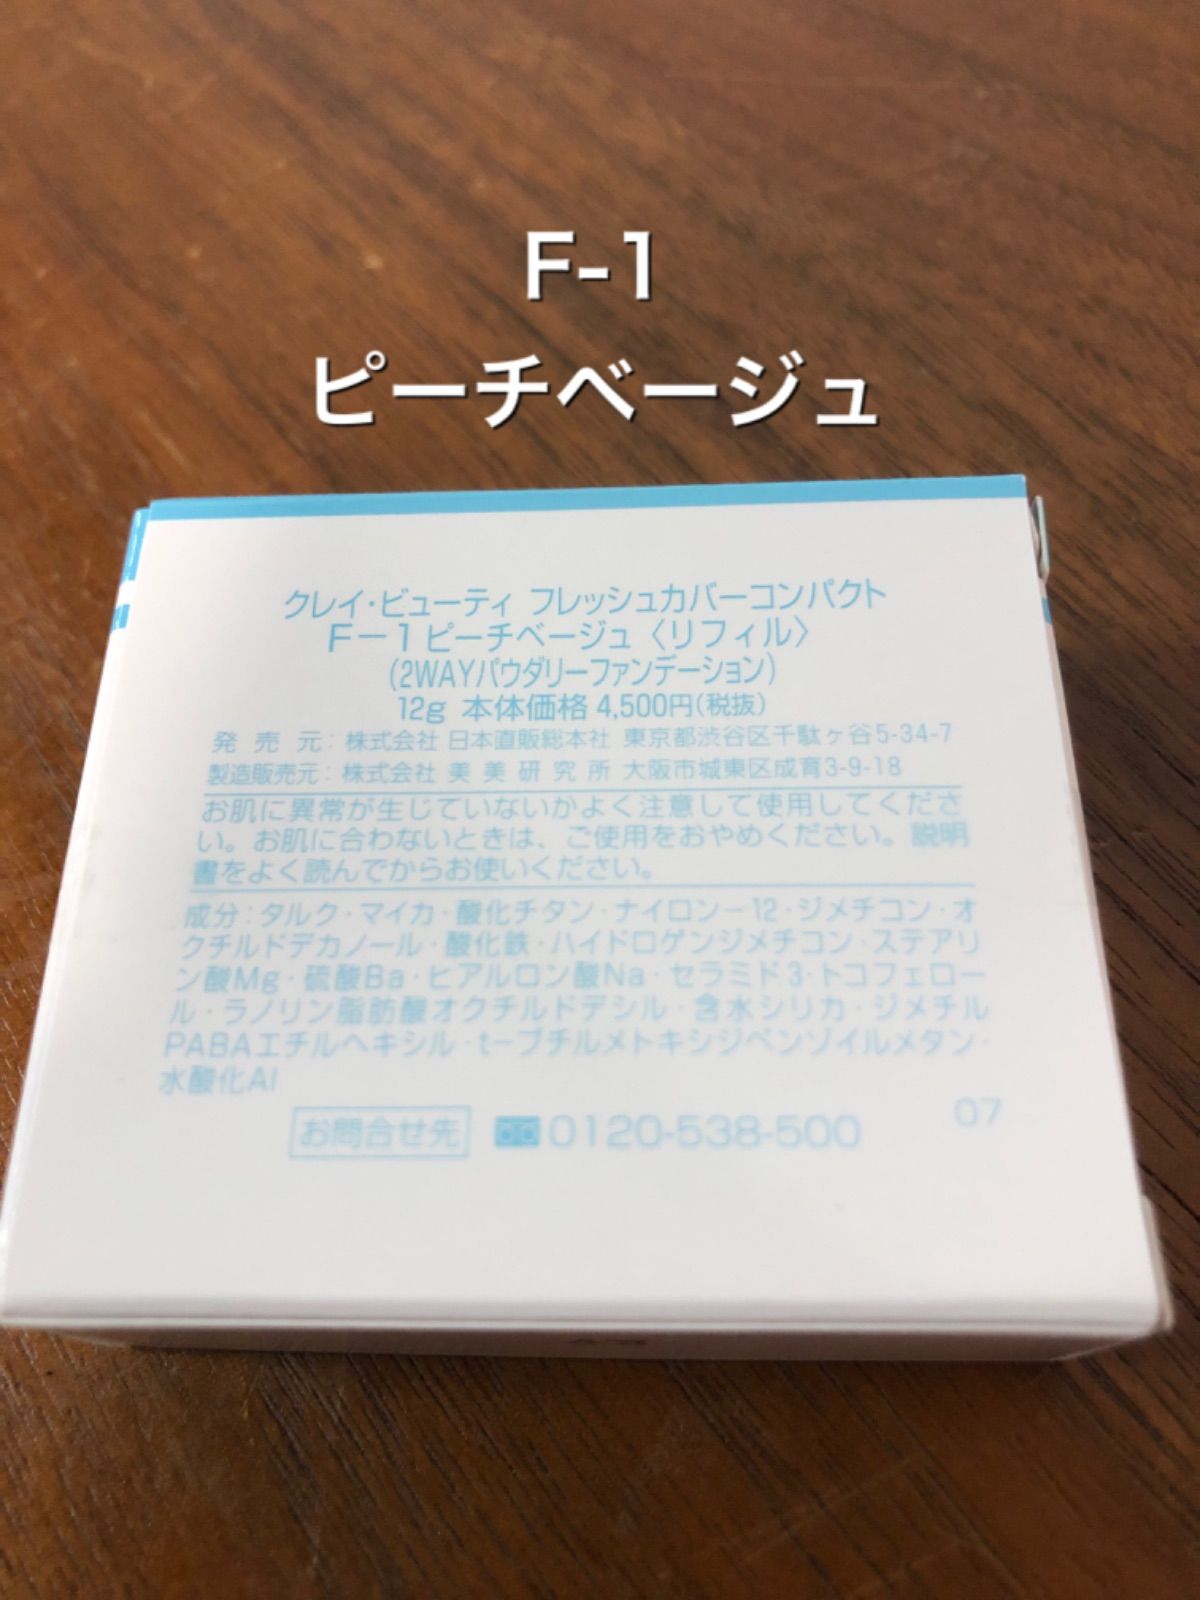 F-1
ピーチベージュ
クレイ・ビューティ フレッシュカバーコンパクト
F－1 ピーチベージュ〈リフィル〉
(2WAYパウダリーファンデーション)
12g 本体価格 4,500円(税抜)
発売元：株式会社 日本直販総本社 東京都渋谷区千駄ヶ谷5-34-7
製造販売元：株式会社 美美研究所 大阪市城東区成育3-9-18
お肌に異常が生じていないかよく注意して使用してくださ
い。お肌に合わないときは、ご使用をおやめください。説明
書をよく読んでからお使いください。
成分：タルク・マイカ・酸化チタン・ナイロン－12・ジメチコン・オ
クチルドデカノール・酸化鉄・ハイドロゲンジメチコン・ステアリ
ン酸Mg・硫酸Ba・ヒアルロン酸Na・セラミド3・トコフェロー
ル・ラノリン脂肪酸オクチルドデシル・含水シリカ・ジメチル
PABAエチルヘキシル・t－ブチルメトキシジベンゾイルメタン・
水酸化Al
お問合せ先 0120-538-500
07